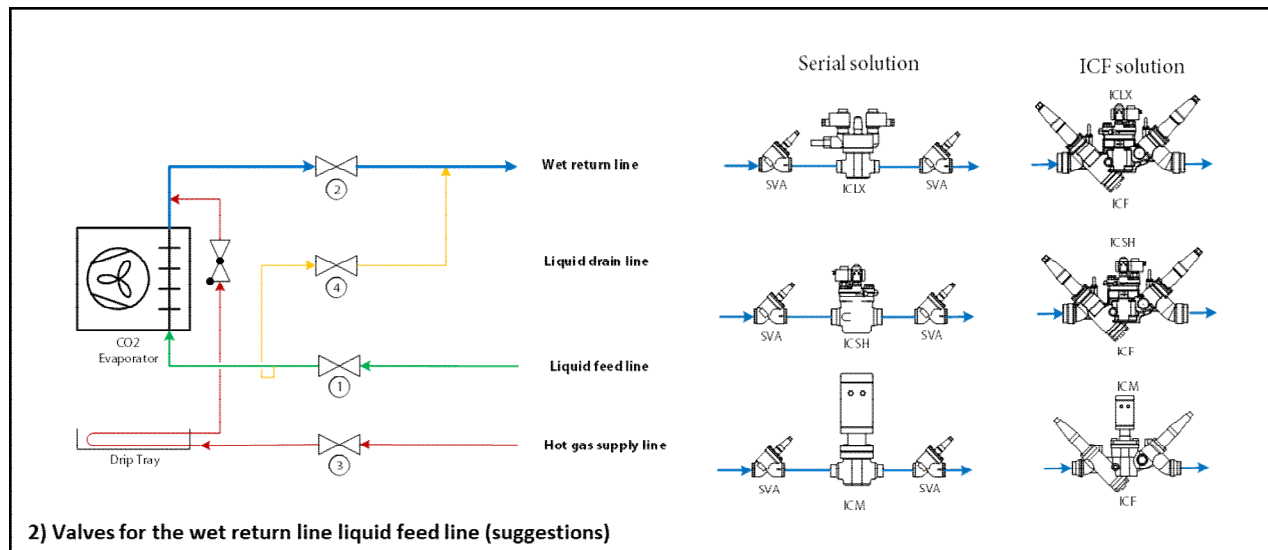 Serial solution
ICF solution
Wet return line
2
Liquid drain line
4
CO2
Evaporator
Liquid feed line
1
Hot gas supply line
3
Drip Tray
SVA
ICLX
SVA
ICLX
ICF
SVA
ICSH
SVA
ICSH
ICF
SVA
ICM
SVA
ICM
ICF
2) Valves for the wet return line liquid feed line (suggestions)